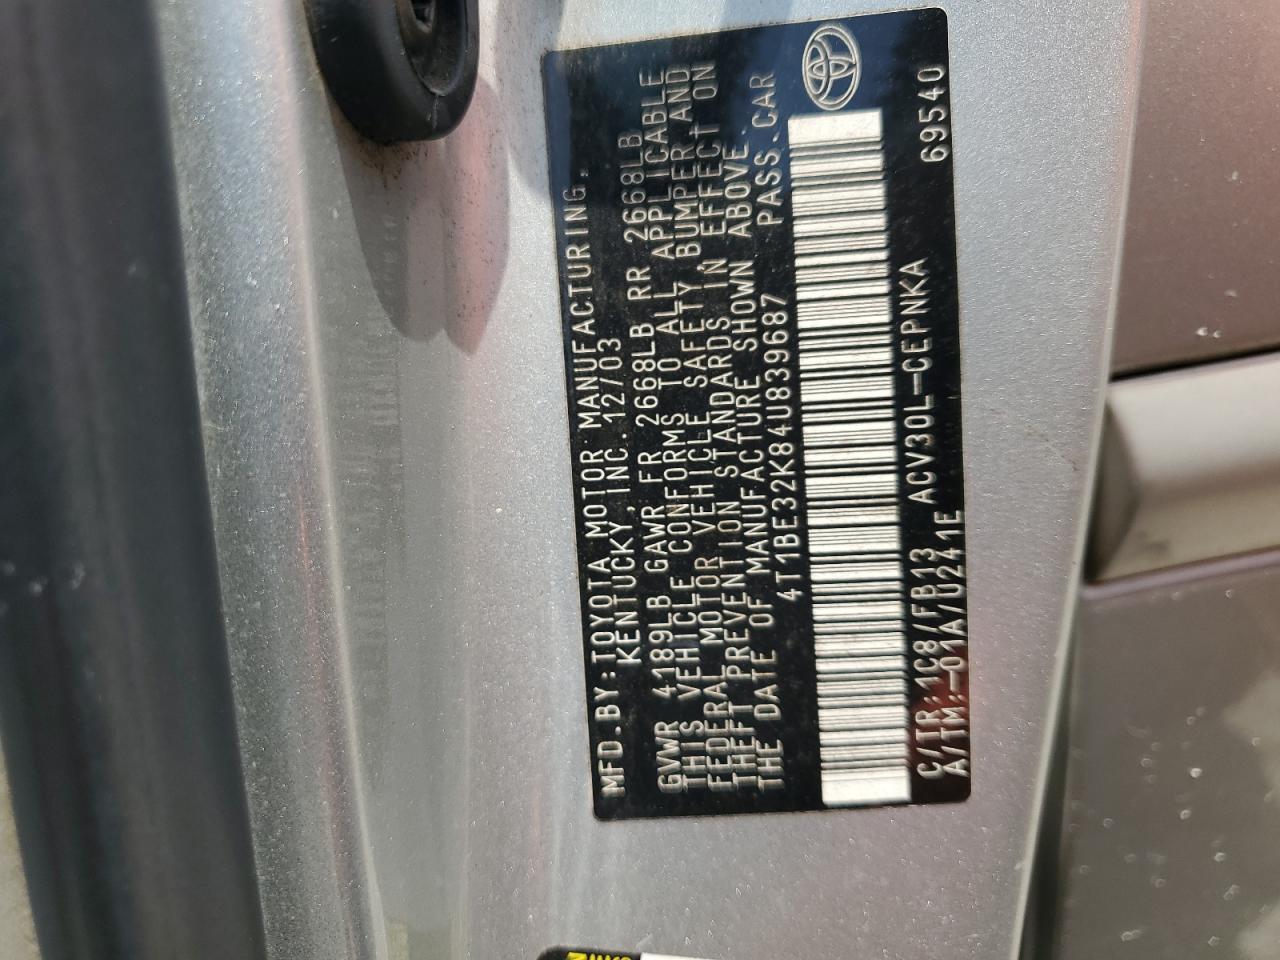 MFD.BY:TOYOTA MOTOR MANUFACTURING,
KENTUCKY, INC. 12/03
GVWR 4189LB GAWR FR 2668LB RR 2668LB
THIS VEHICLE CONFORMS TO ALL APPLICABLE
FEDERAL MOTOR VEHICLE SAFETY, BUMPER AND
THEFT PREVENTION STANDARDS IN EFFECT ON
THE DATE OF MANUFACTURE SHOWN ABOVE.
4T1BE32K84U839687 PASS.CAR
C/TR:1C8/FB13 ACV30L-CEPNKA 69540
A/TM:-01A/U241E